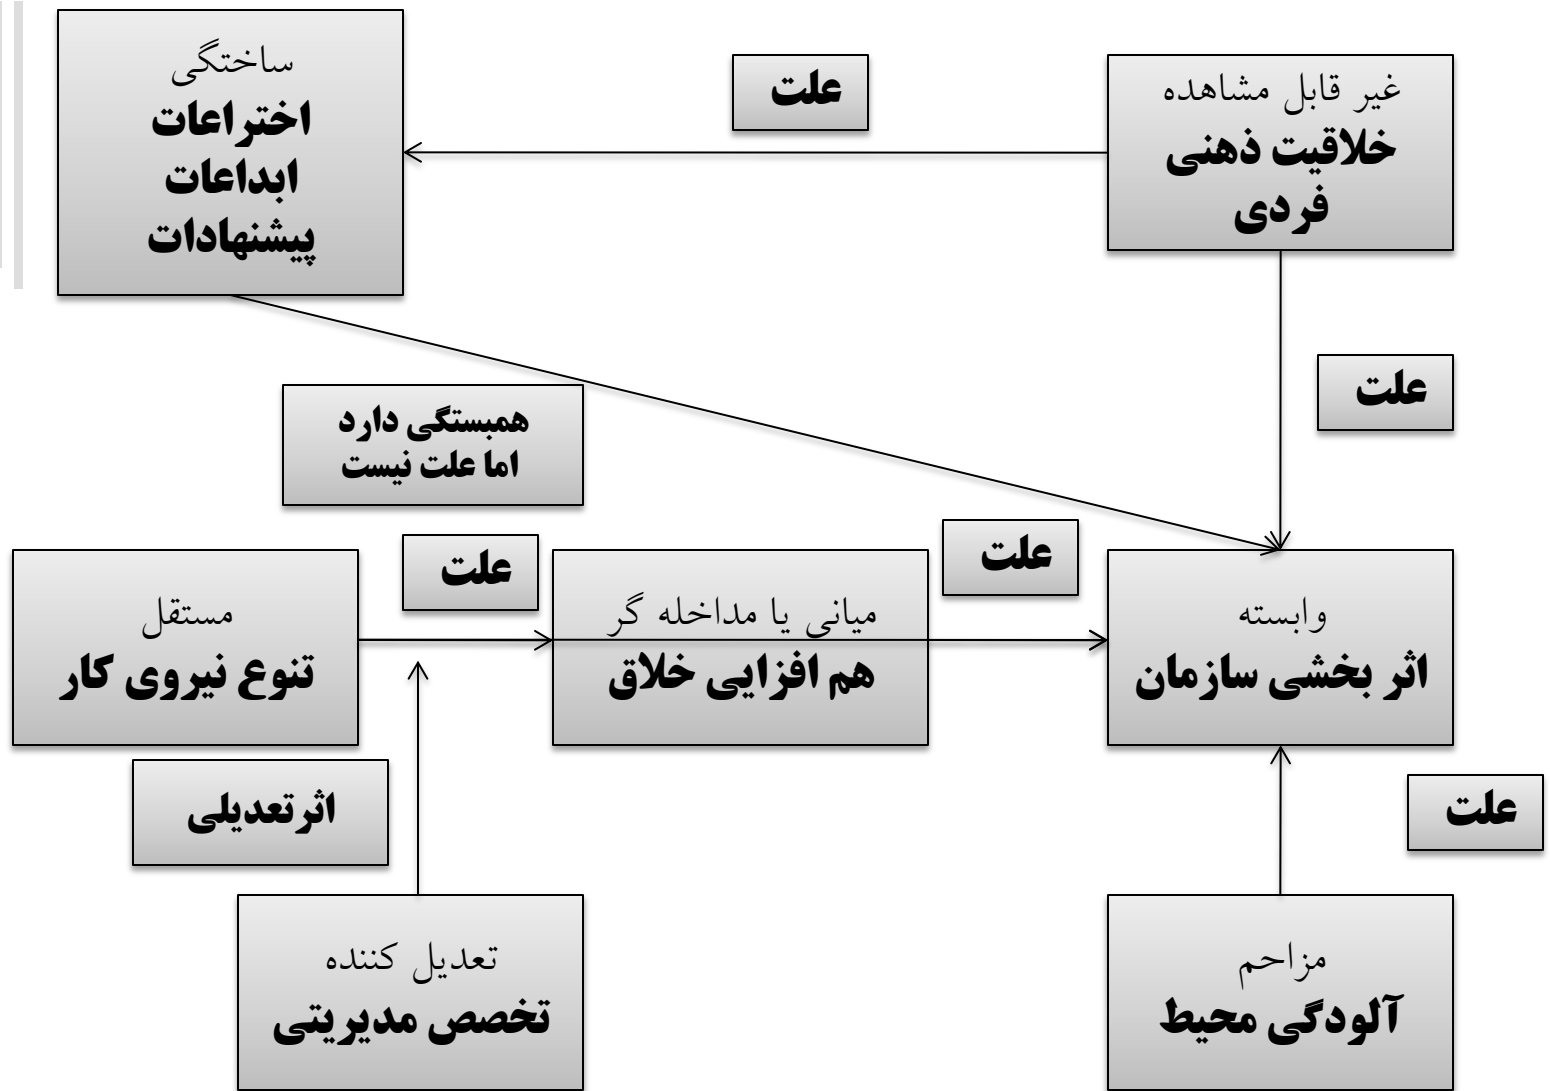 غیر قابل مشاهده
خلاقیت ذهنی
فردی
علت
ساختگی
اختراعات
ابداعات
پیشنهادات
علت
همبستگی دارد
اما علت نیست
علت
علت
وابسته
اثر بخشی سازمان
میانی یا مداخله گر
هم افزایی خلاق
مستقل
تنوع نیروی کار
علت
اثرتعدیلی
مزاحم
آلودگی محیط
تعدیل کننده
تخصص مدیریتی